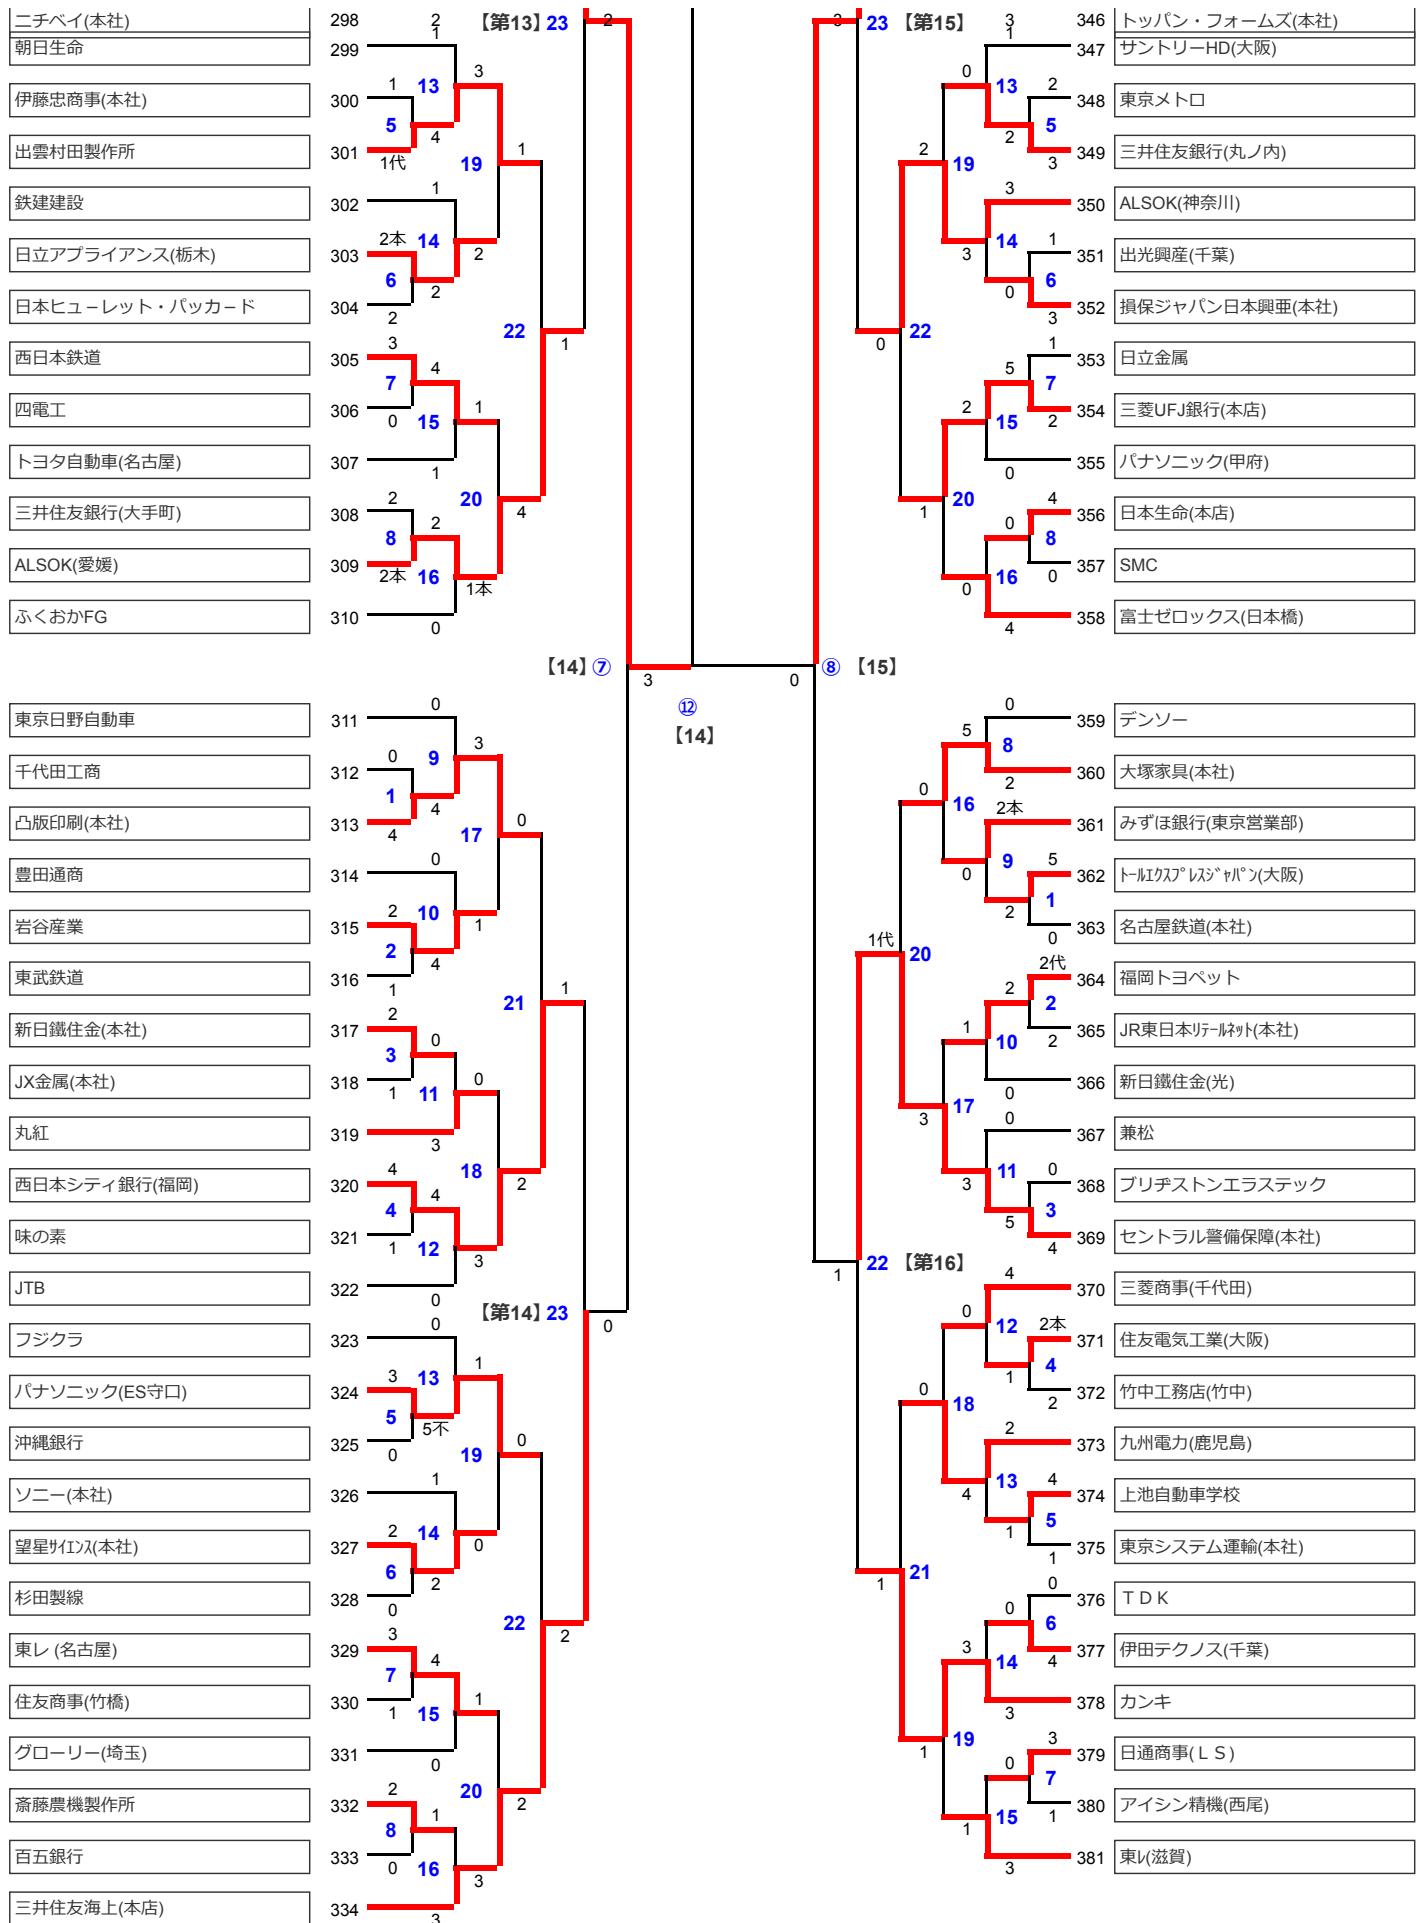 ニチベイ(本社) 298 2
朝日生命 299 1
伊藤忠商事(本社) 300 1
出雲村田製作所 301 1代
5 4
13 3
鉄建建設 302 1
日立アプライアンス(栃木) 303 2本
日本ヒューレット・パッカード 304 2
6 2
14 2
19 1
西日本鉄道 305 3
四電工 306 0
トヨタ自動車(名古屋) 307 1
7 4
15 1
三井住友銀行(大手町) 308 2
ALSOK(愛媛) 309 2本
ふくおかFG 310 0
8 2
16 1本
20 4
22 1
【第13】 23 2
東京日野自動車 311 0
千代田工商 312 0
凸版印刷(本社) 313 4
1 4
9 3
豊田通商 314 0
岩谷産業 315 2
東武鉄道 316 1
2 4
10 1
17 0
新日鐵住金(本社) 317 2
JX金属(本社) 318 1
丸紅 319 3
3 0
11 0
西日本シティ銀行(福岡) 320 4
味の素 321 1
JTB 322 0
4 4
12 3
18 2
21 1
フジクラ 323 0
パナソニック(ES守口) 324 3
沖縄銀行 325 0
5 5不
13 1
ソニー(本社) 326 1
望星ｻｲｴﾝｽ(本社) 327 2
杉田製線 328 0
6 2
14 0
19 0
東レ (名古屋) 329 3
住友商事(竹橋) 330 1
グローリー(埼玉) 331 0
7 4
15 1
斎藤農機製作所 332 2
百五銀行 333 0
三井住友海上(本店) 334 3
8 1
16 3
20 2
22 2
【第14】 23 0
【14】 ⑦ 3
⑫
【14】
0 ⑧ 【15】
3 23 【第15】
3 346 トッパン・フォームズ(本社)
1 347 サントリーHD(大阪)
2 348 東京メトロ
3 349 三井住友銀行(丸ノ内)
2 5
0 13
3 350 ALSOK(神奈川)
1 351 出光興産(千葉)
3 352 損保ジャパン日本興亜(本社)
0 6
3 14
2 19
1 353 日立金属
2 354 三菱UFJ銀行(本店)
0 355 パナソニック(甲府)
5 7
2 15
4 356 日本生命(本店)
0 357 SMC
4 358 富士ゼロックス(日本橋)
0 8
0 16
1 20
0 22
0 359 デンソー
2 360 大塚家具(本社)
5 8
2本 361 みずほ銀行(東京営業部)
5 362 ﾄｰﾙｴｸｽﾌﾟﾚｽｼﾞｬﾊﾟﾝ(大阪)
0 363 名古屋鉄道(本社)
2 1
0 9
0 16
2代 364 福岡トヨペット
2 365 JR東日本ﾘﾃｰﾙﾈｯﾄ(本社)
0 366 新日鐵住金(光)
2 2
1 10
0 367 兼松
0 368 ブリヂストンエラステック
4 369 セントラル警備保障(本社)
5 3
3 11
3 17
1代 20
1 22 【第16】
4 370 三菱商事(千代田)
2本 371 住友電気工業(大阪)
2 372 竹中工務店(竹中)
1 4
0 12
2 373 九州電力(鹿児島)
4 374 上池自動車学校
1 375 東京システム運輸(本社)
1 5
4 13
0 18
0 376 ＴＤＫ
4 377 伊田テクノス(千葉)
3 378 カンキ
0 6
3 14
3 379 日通商事(ＬＳ)
1 380 アイシン精機(西尾)
3 381 東ﾚ(滋賀)
0 7
1 15
1 19
1 21